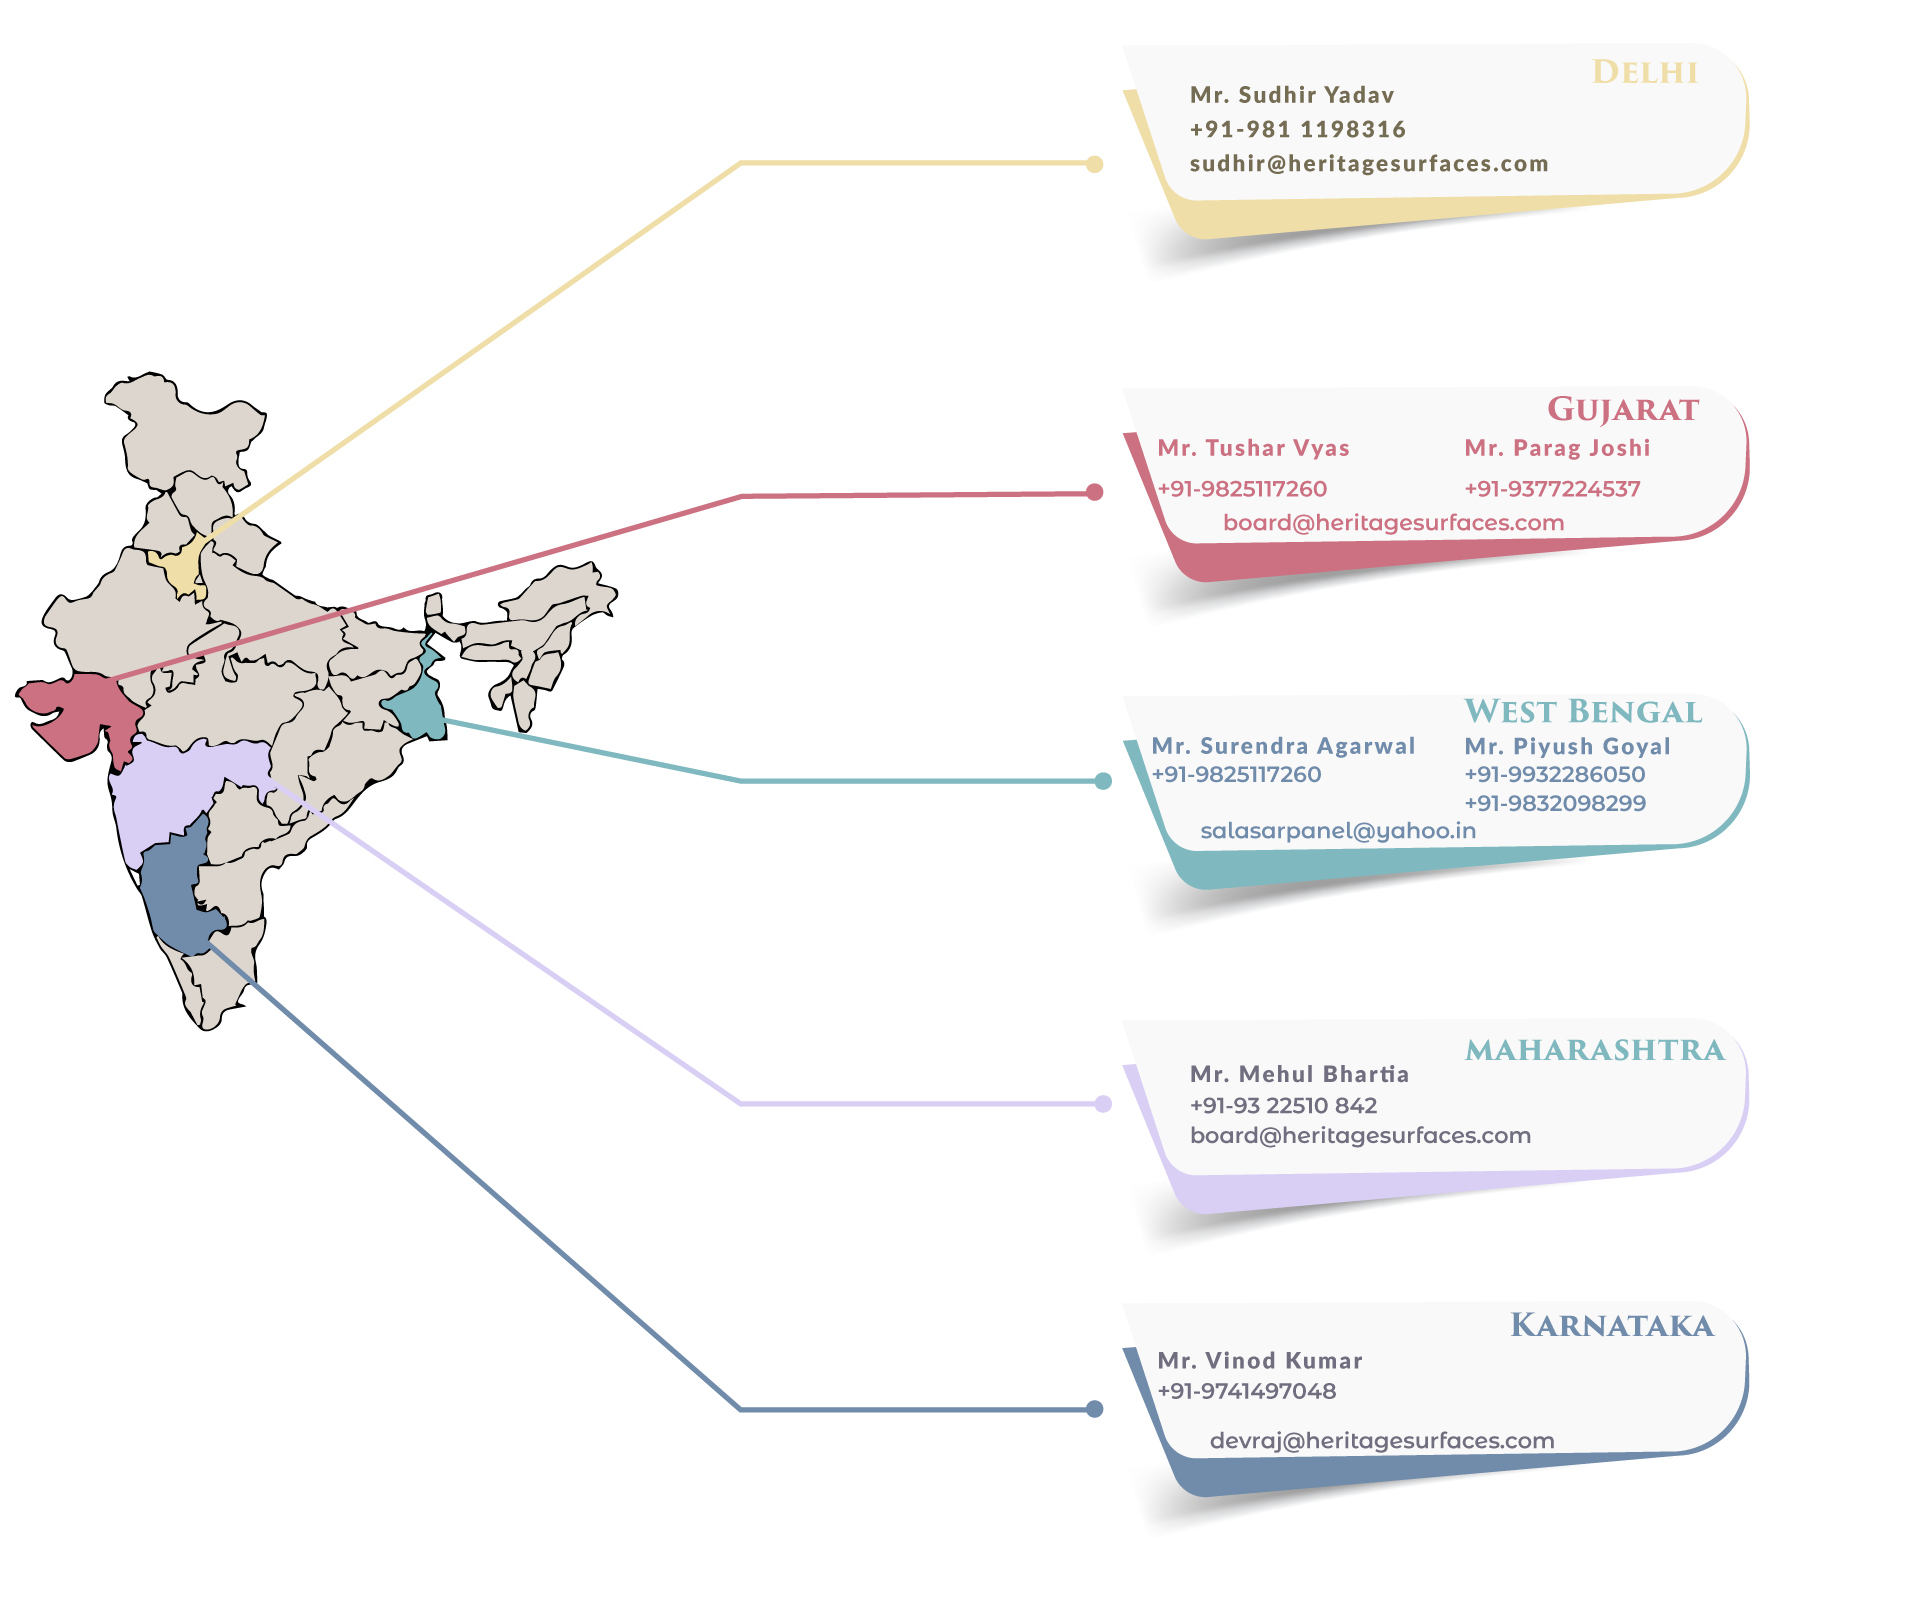 DELHI
Mr. Sudhir Yadav
+91-981 1198316
sudhir@heritagesurfaces.com
GUJARAT
Mr. Tushar Vyas
+91-9825117260
Mr. Parag Joshi
+91-9377224537
board@heritagesurfaces.com
WEST BENGAL
Mr. Surendra Agarwal
+91-9825117260
Mr. Piyush Goyal
+91-9932286050
+91-9832098299
salasarpanel@yahoo.in
MAHARASHTRA
Mr. Mehul Bhartia
+91-93 22510 842
board@heritagesurfaces.com
KARNATAKA
Mr. Vinod Kumar
+91-9741497048
devraj@heritagesurfaces.com